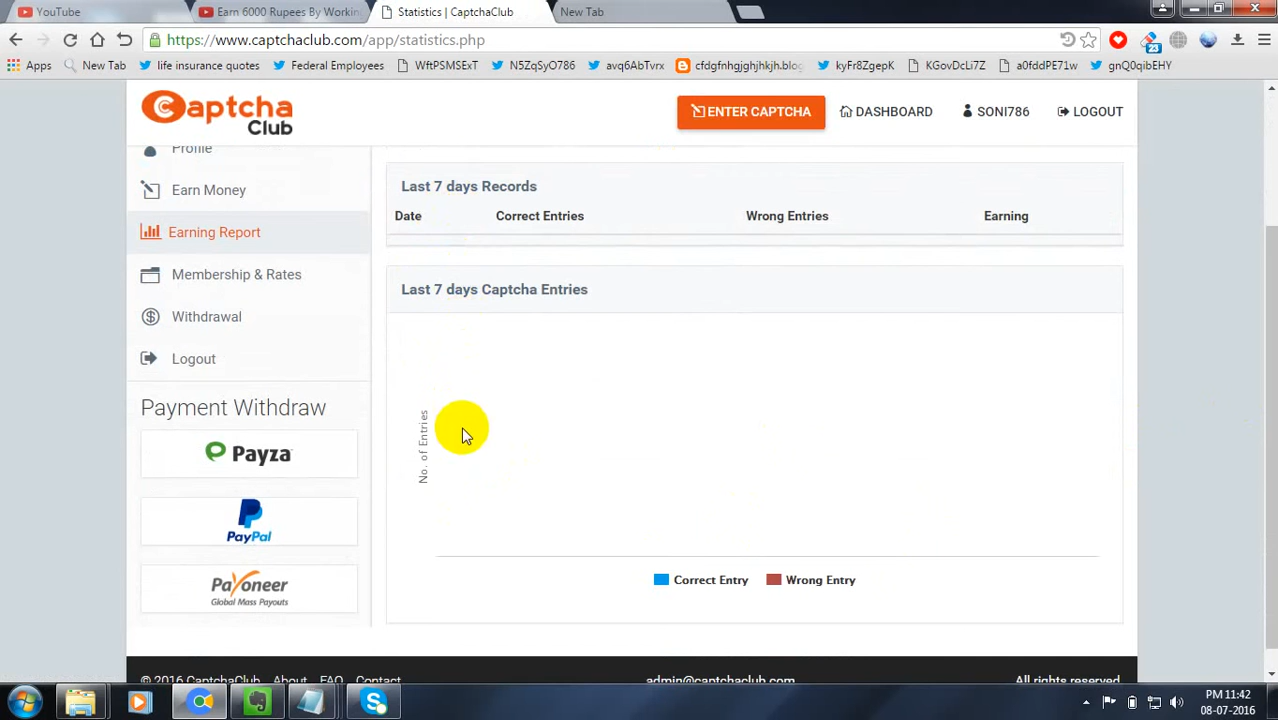 YouTube
Earn 6000 Rupees By Workin
Statistics | CaptchaClub
New Tab
https://www.captchaclub.com/app/statistics.php
23
Apps
New Tab
life insurance quotes
Federal Employees
WftPSMSExT
N5ZqSyO786
avq6AbTvrx
cfdgfnhgjghjhkjh.blog
kyFr8ZgepK
KGovDcLi7Z
a0fddPE71w
gnQ0qibEHY
Captcha
Club
ENTER CAPTCHA
DASHBOARD
SONI786
LOGOUT
Profile
Earn Money
Earning Report
Membership & Rates
Withdrawal
Logout
Payment Withdraw
Payza
PayPal
Payoneer
Global Mass Payouts
Last 7 days Records
Date
Correct Entries
Wrong Entries
Earning
Last 7 days Captcha Entries
No. of Entries
Correct Entry
Wrong Entry
© 2016 CaptchaClub
About
FAQ
Contact
admin@captchaclub.com
All rights reserved
PM 11:42
08-07-2016